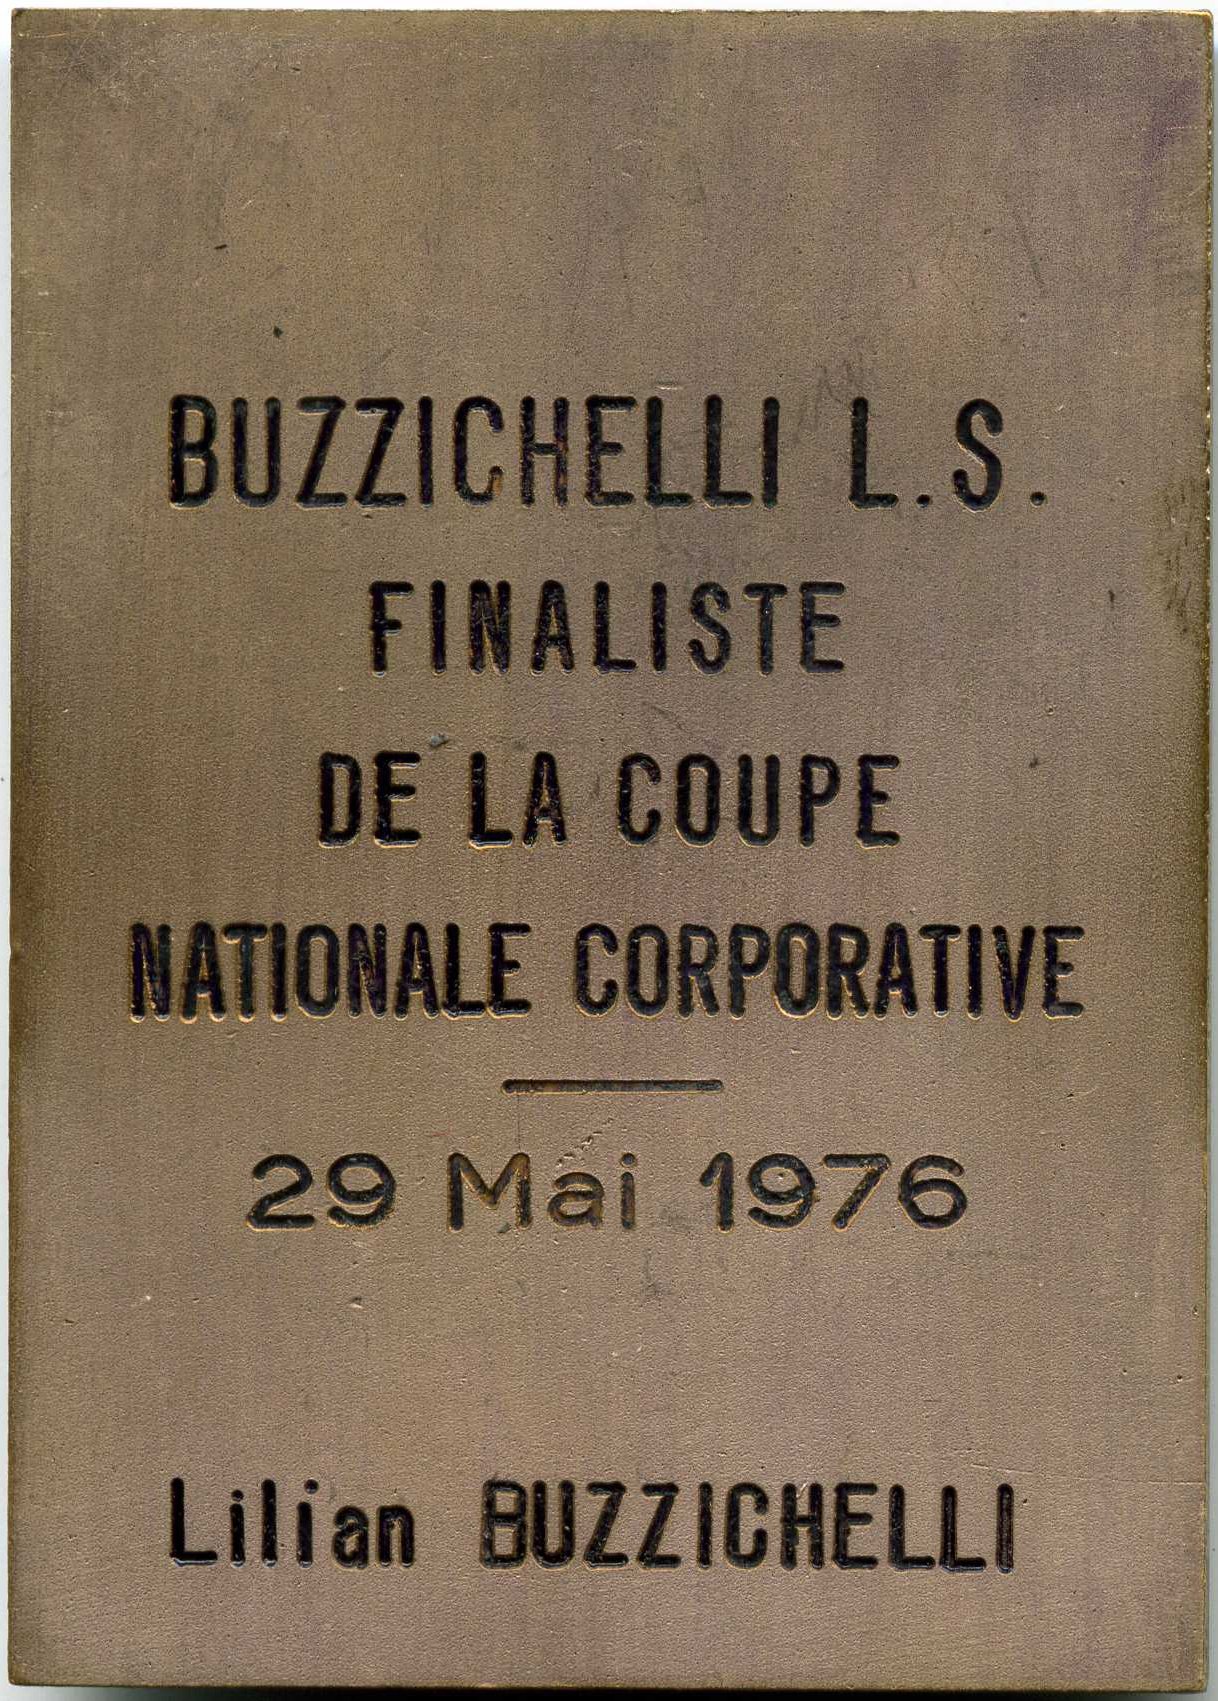 BUZZICHELLI L.S.
FINALISTE
DE LA COUPE
NATIONALE CORPORATIVE
29 Mai 1976
Lilian BUZZICHELLI